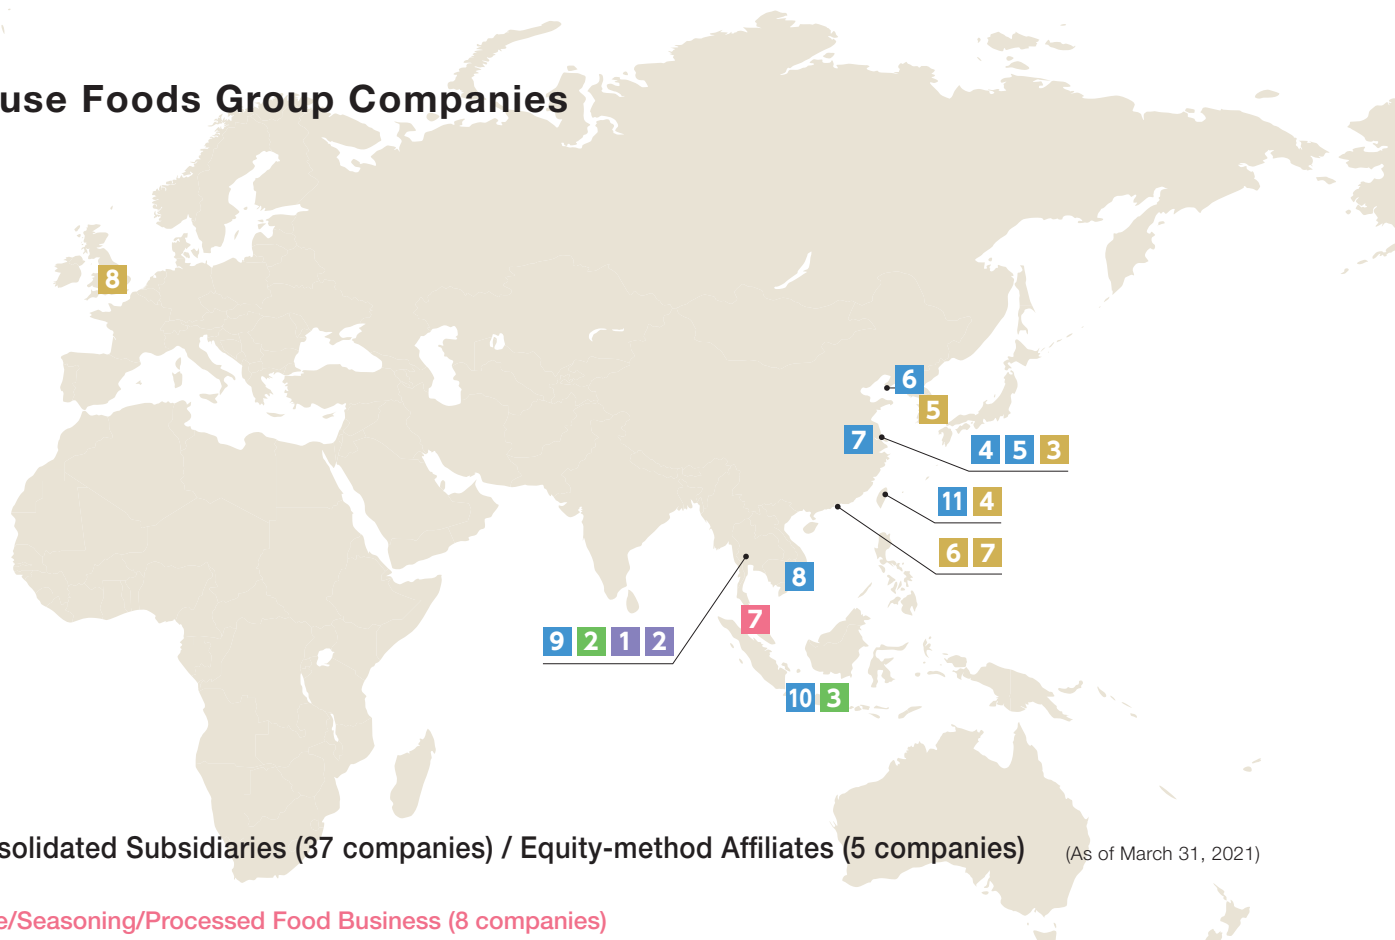 use Foods Group Companies
8
6
5
7
4 5 3
11 4
6 7
8
7
9 2 1 2
10 3
solidated Subsidiaries (37 companies) / Equity-method Affiliates (5 companies) (As of March 31, 2021)
e/Seasoning/Processed Food Business (8 companies)